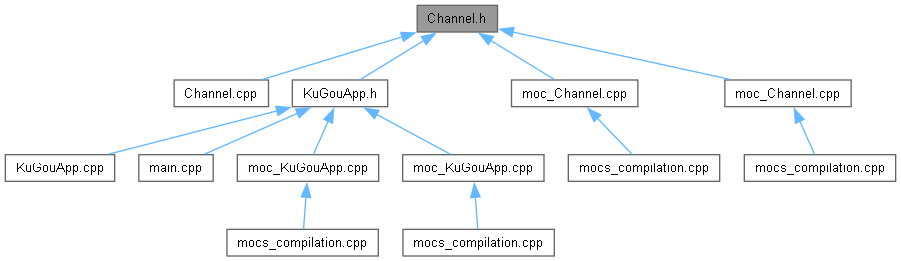 Channel.h
Channel.cpp
KuGouApp.h
moc_Channel.cpp
moc_Channel.cpp
KuGouApp.cpp
main.cpp
moc_KuGouApp.cpp
moc_KuGouApp.cpp
mocs_compilation.cpp
mocs_compilation.cpp
mocs_compilation.cpp
mocs_compilation.cpp